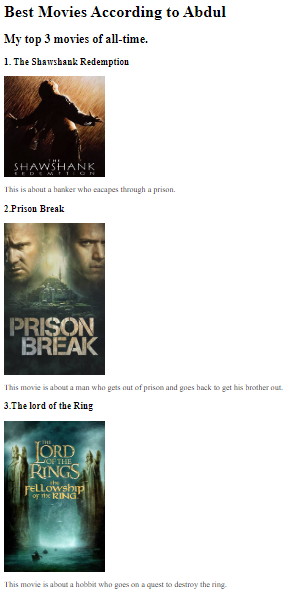 Best Movies According to Abdul
My top 3 movies of all-time.
1. The Shawshank Redemption
THE
SHAWSHANK
REDEMPTION
This is about a banker who eacapes through a prison.
2.Prison Break
PRISON
BREAK
This movie is about a man who gets out of prison and goes back to get his brother out.
3.The lord of the Ring
THE
LORD
OF THE
RINGS
THE
FELLOWSHIP
OF THE RING
This movie is about a hobbit who goes on a quest to destroy the ring.